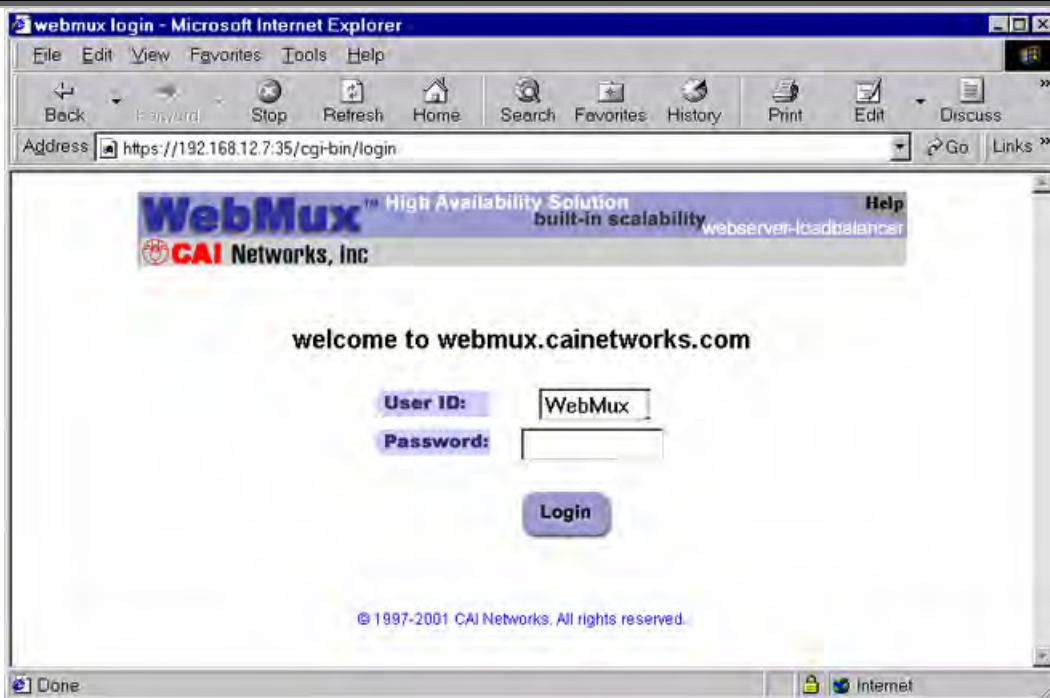 webmux login - Microsoft Internet Explorer
File Edit View Favorites Tools Help
Back Forward Stop Refresh Home Search Favorites History Print Edit Discuss »
Address https://192.168.12.7:35/cgi-bin/login Go Links »
WebMux™ High Availability Solution Help
built-in scalability
webserver-loadbalancer
CAI Networks, Inc
welcome to webmux.cainetworks.com
User ID: WebMux
Password:
Login
© 1997-2001 CAI Networks. All rights reserved.
Done Internet